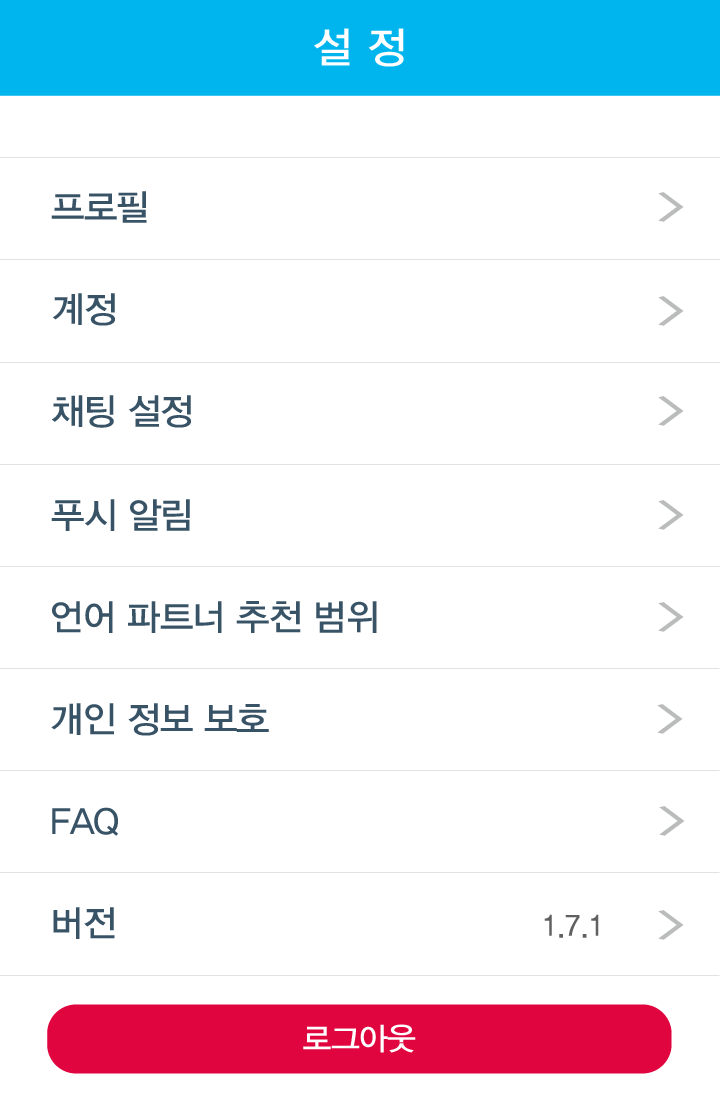 설 정
프로필
계정
채팅 설정
푸시 알림
언어 파트너 추천 범위
개인 정보 보호
FAQ
버전 1.7.1
로그아웃